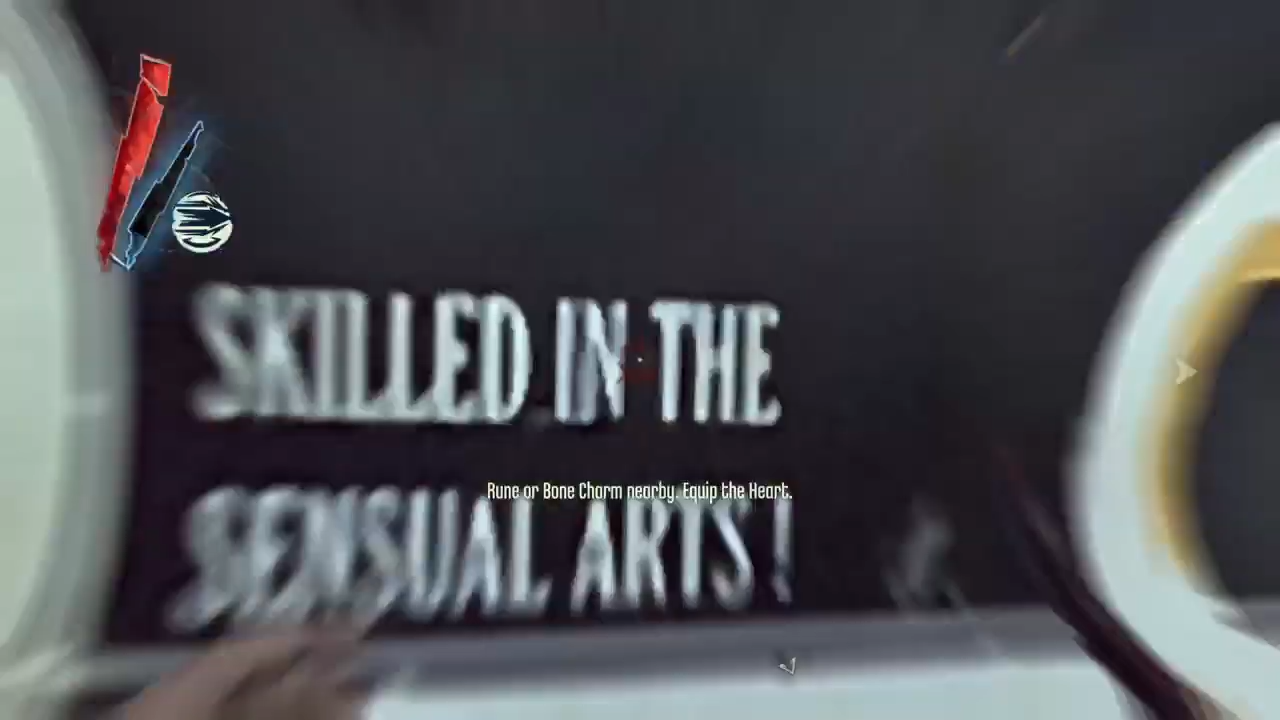 SKILLED IN THE
Rune or Bone Charm nearby. Equip the Heart.
SENSUAL ARTS!